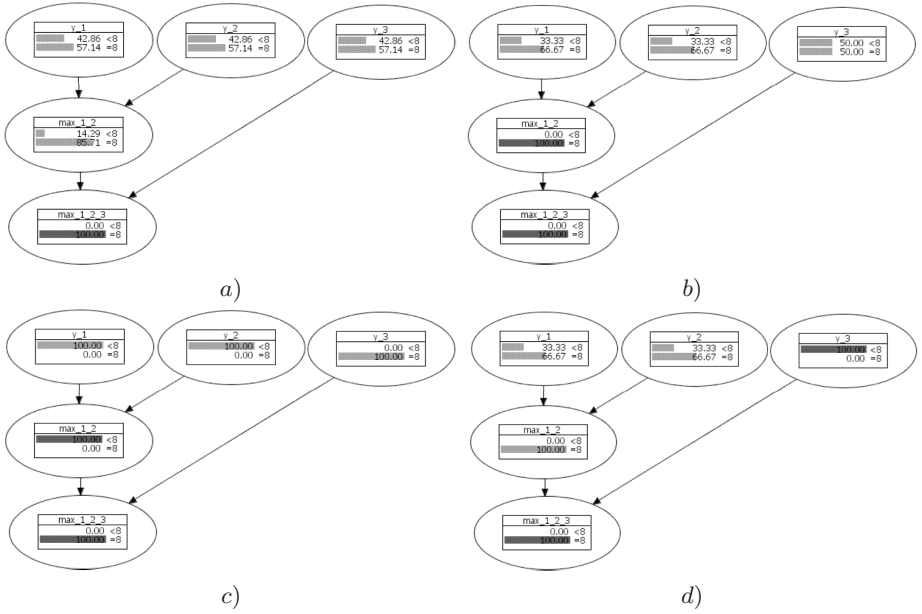 y_1
42.86 <8
57.14 =8
y_2
42.86 <8
57.14 =8
y_3
42.86 <8
57.14 =8
max_1_2
14.29 <8
85.71 =8
max_1_2_3
0.00 <8
100.00 =8
a)
y_1
33.33 <8
66.67 =8
y_2
33.33 <8
66.67 =8
y_3
50.00 <8
50.00 =8
max_1_2
0.00 <8
100.00 =8
max_1_2_3
0.00 <8
100.00 =8
b)
y_1
100.00 <8
0.00 =8
y_2
100.00 <8
0.00 =8
y_3
0.00 <8
100.00 =8
max_1_2
100.00 <8
0.00 =8
max_1_2_3
0.00 <8
100.00 =8
c)
y_1
33.33 <8
66.67 =8
y_2
33.33 <8
66.67 =8
y_3
100.00 <8
0.00 =8
max_1_2
0.00 <8
100.00 =8
max_1_2_3
0.00 <8
100.00 =8
d)